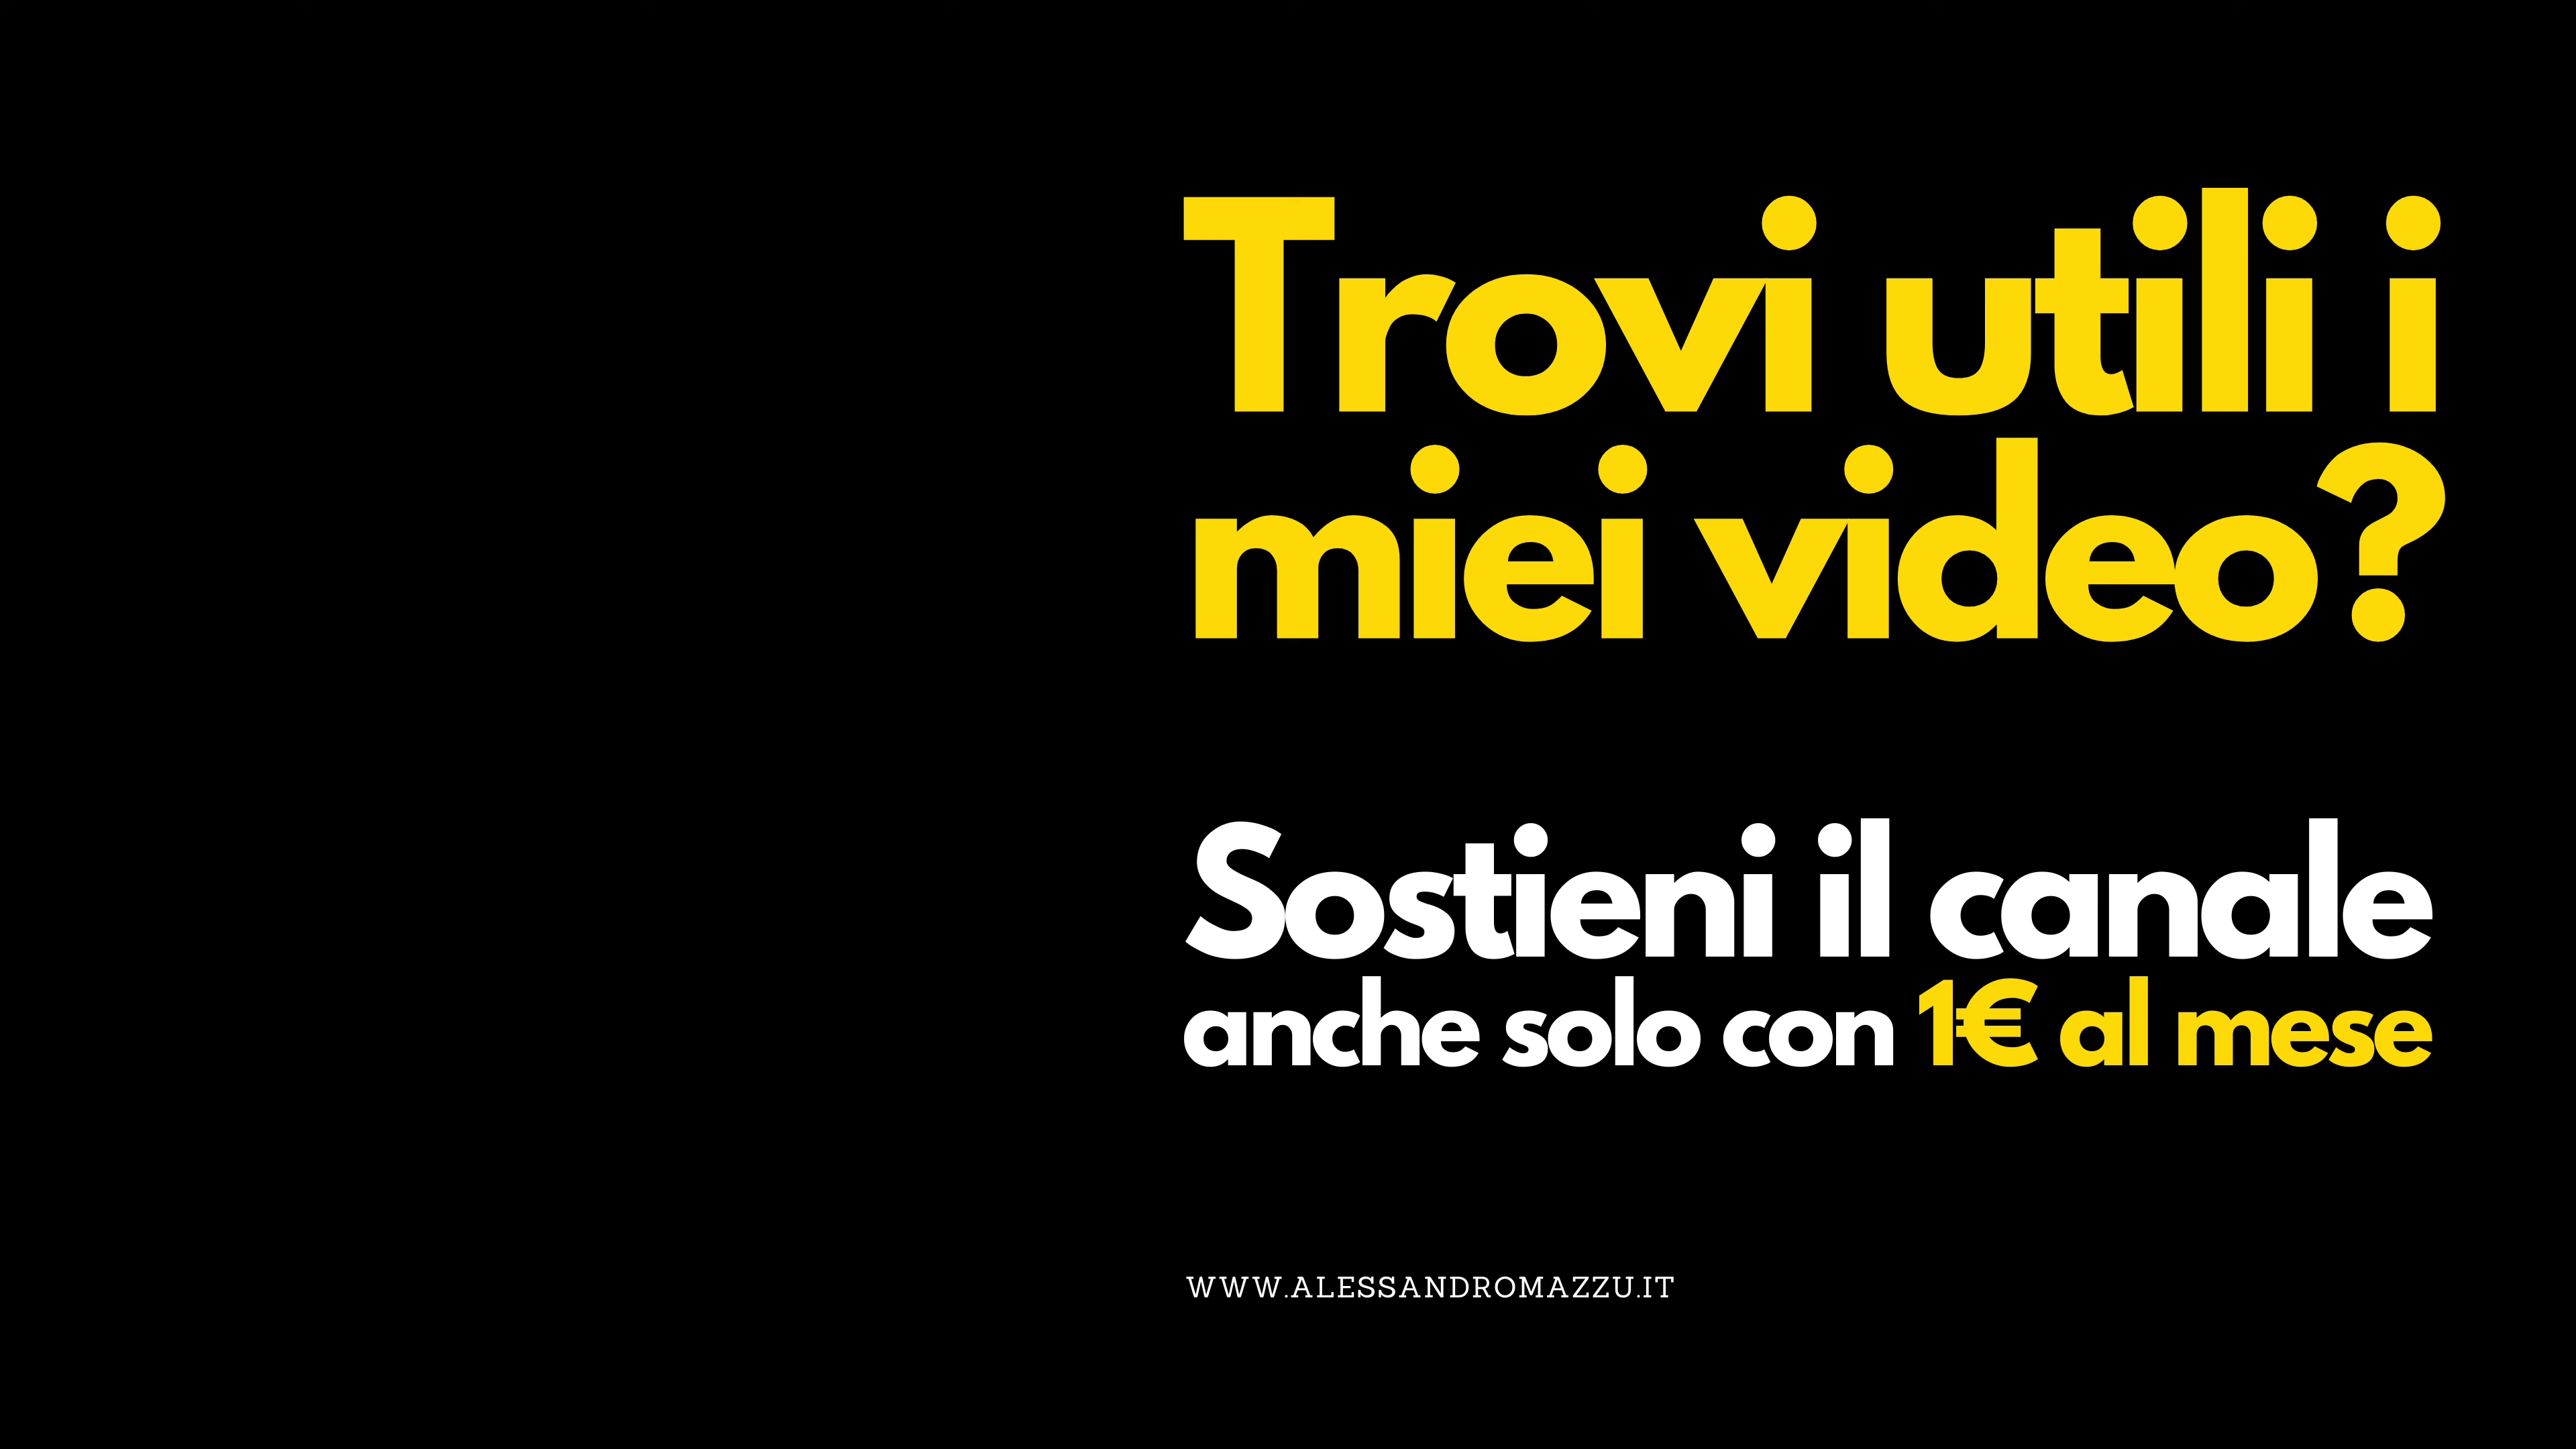 Trovi utili i
miei video?
Sostieni il canale
anche solo con 1€ al mese
WWW.ALESSANDROMAZZU.IT